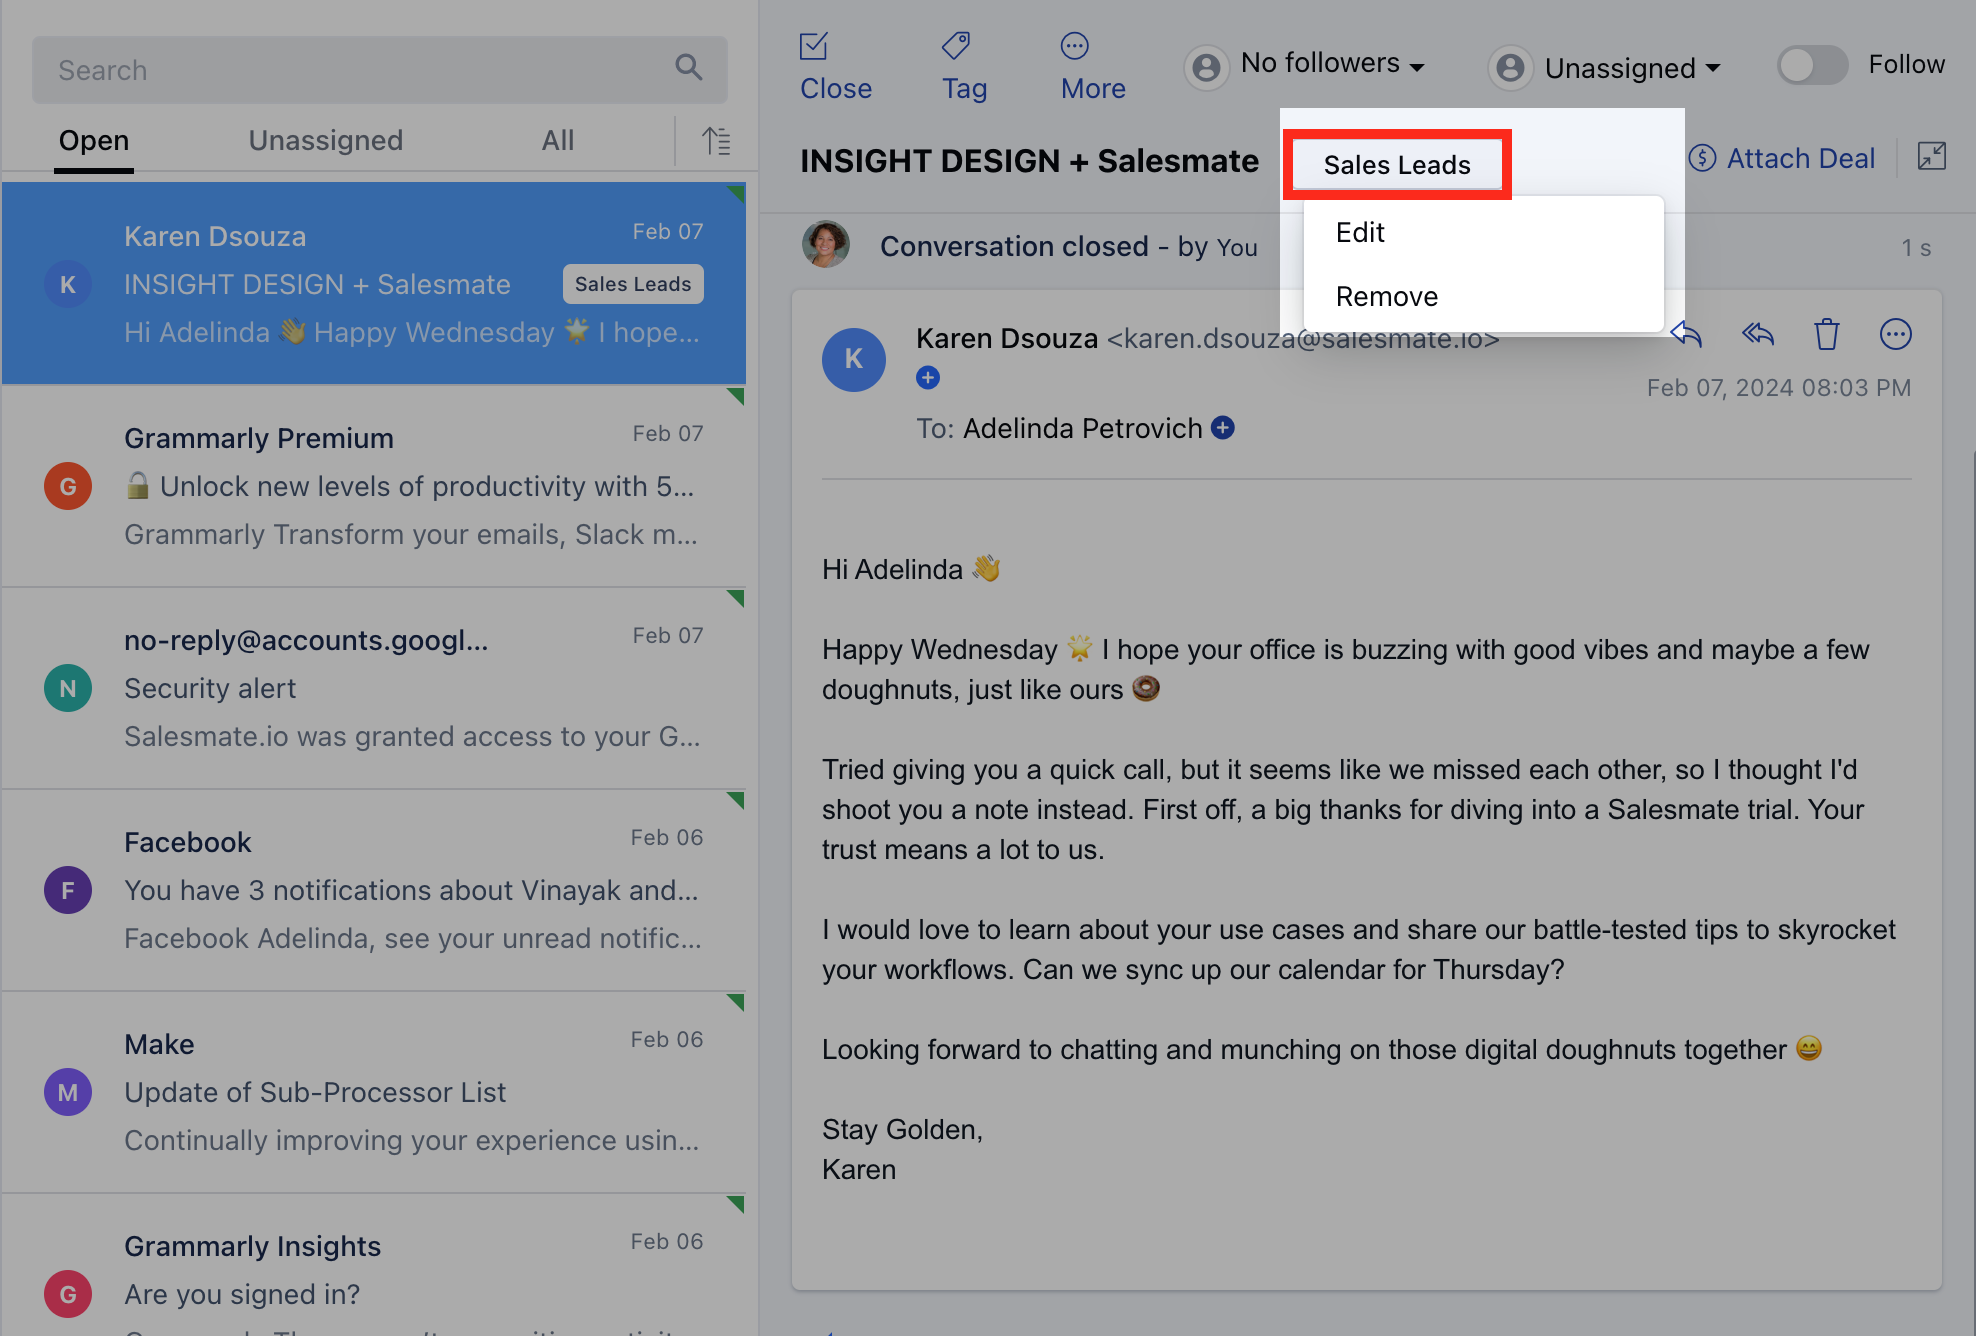 Search
Open
Unassigned
All
K
Karen Dsouza
Feb 07
INSIGHT DESIGN + Salesmate
Sales Leads
Hi Adelinda 👋 Happy Wednesday 🌟 I hope...
G
Grammarly Premium
Feb 07
🔒 Unlock new levels of productivity with 5...
Grammarly Transform your emails, Slack m...
N
no-reply@accounts.googl...
Feb 07
Security alert
Salesmate.io was granted access to your G...
F
Facebook
Feb 06
You have 3 notifications about Vinayak and...
Facebook Adelinda, see your unread notific...
M
Make
Feb 06
Update of Sub-Processor List
Continually improving your experience usin...
G
Grammarly Insights
Feb 06
Are you signed in?
Close
Tag
More
No followers
Unassigned
Follow
INSIGHT DESIGN + Salesmate
Sales Leads
Attach Deal
Edit
Remove
Conversation closed - by You
1 s
K
Karen Dsouza <karen.dsouza@salesmate.io>
Feb 07, 2024 08:03 PM
To: Adelinda Petrovich
Hi Adelinda 👋
Happy Wednesday 🌟 I hope your office is buzzing with good vibes and maybe a few
doughnuts, just like ours 🍩
Tried giving you a quick call, but it seems like we missed each other, so I thought I'd
shoot you a note instead. First off, a big thanks for diving into a Salesmate trial. Your
trust means a lot to us.
I would love to learn about your use cases and share our battle-tested tips to skyrocket
your workflows. Can we sync up our calendar for Thursday?
Looking forward to chatting and munching on those digital doughnuts together 😄
Stay Golden,
Karen